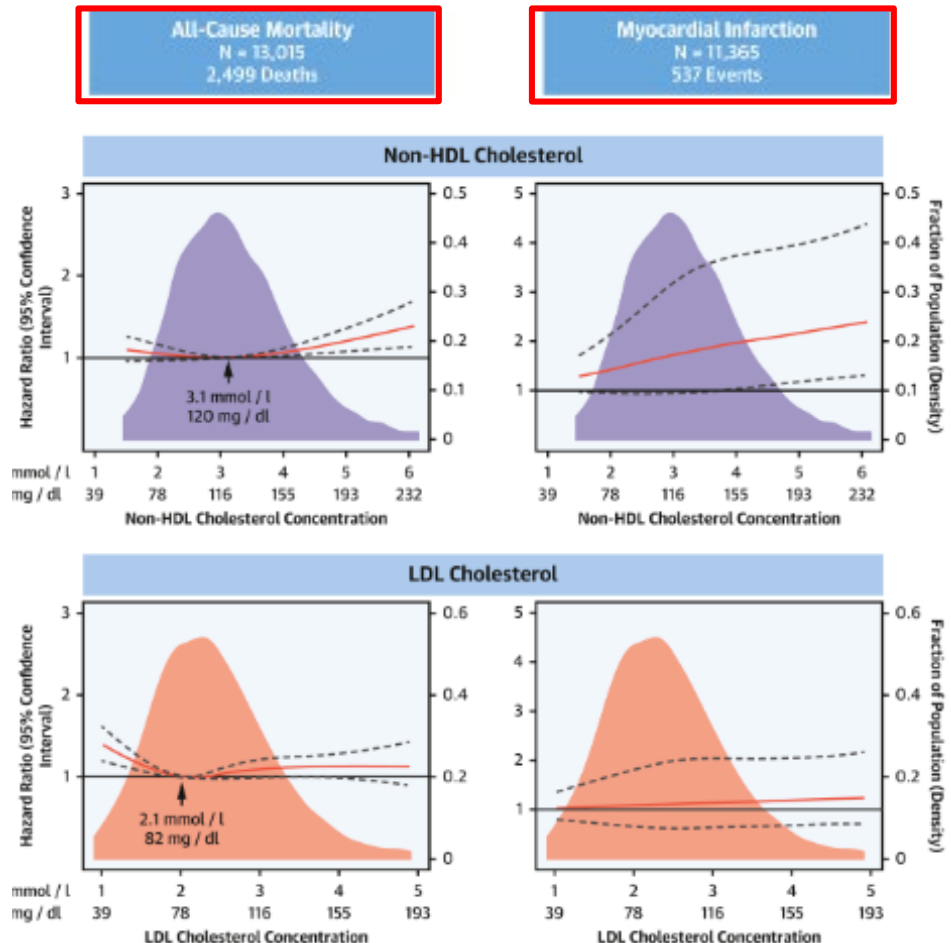 All-Cause Mortality
N = 13,015
2,499 Deaths
Myocardial Infarction
N = 11,365
537 Events
Non-HDL Cholesterol
Hazard Ratio (95% Confidence
Interval)
3
2
1
0.5
0.4
0.3
0.2
0.1
0
3.1 mmol / l
120 mg / dl
mmol / l
1 2 3 4 5 6
mg / dl
39 78 116 155 193 232
Non-HDL Cholesterol Concentration
5
4
3
2
1
0.5
0.4
0.3
0.2
0.1
0
Fraction of Population
(Density)
1 2 3 4 5 6
39 78 116 155 193 232
Non-HDL Cholesterol Concentration
LDL Cholesterol
Hazard Ratio (95% Confidence
Interval)
3
2
1
0.6
0.4
0.2
0
2.1 mmol / l
82 mg / dl
mmol / l
1 2 3 4 5
mg / dl
39 78 116 155 193
LDL Cholesterol Concentration
5
4
3
2
1
0.6
0.4
0.2
0
Fraction of Population
(Density)
1 2 3 4 5
39 78 116 155 193
LDL Cholesterol Concentration